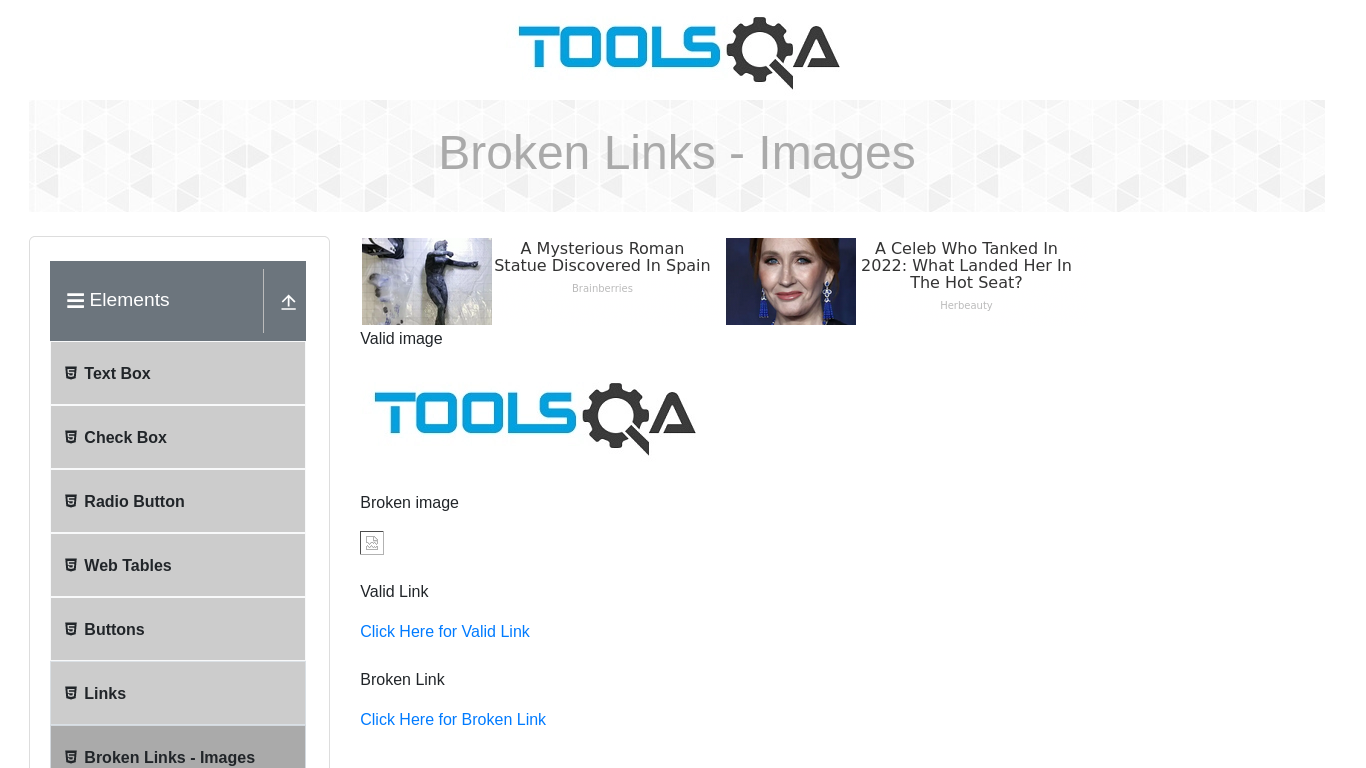 TOOLSQA
Broken Links - Images
Elements
Text Box
Check Box
Radio Button
Web Tables
Buttons
Links
Broken Links - Images
A Mysterious Roman
Statue Discovered In Spain
Brainberries
A Celeb Who Tanked In
2022: What Landed Her In
The Hot Seat?
Herbeauty
Valid image
TOOLSQA
Broken image
Valid Link
Click Here for Valid Link
Broken Link
Click Here for Broken Link